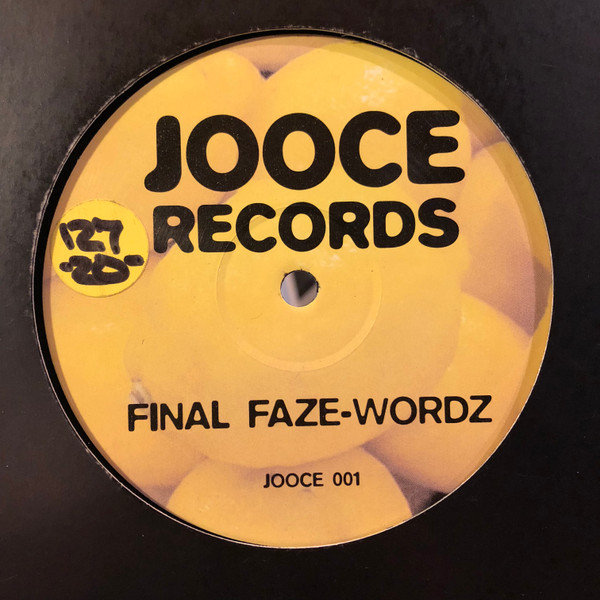 JOOCE
RECORDS
127
-20-
FINAL FAZE-WORDZ
JOOCE 001